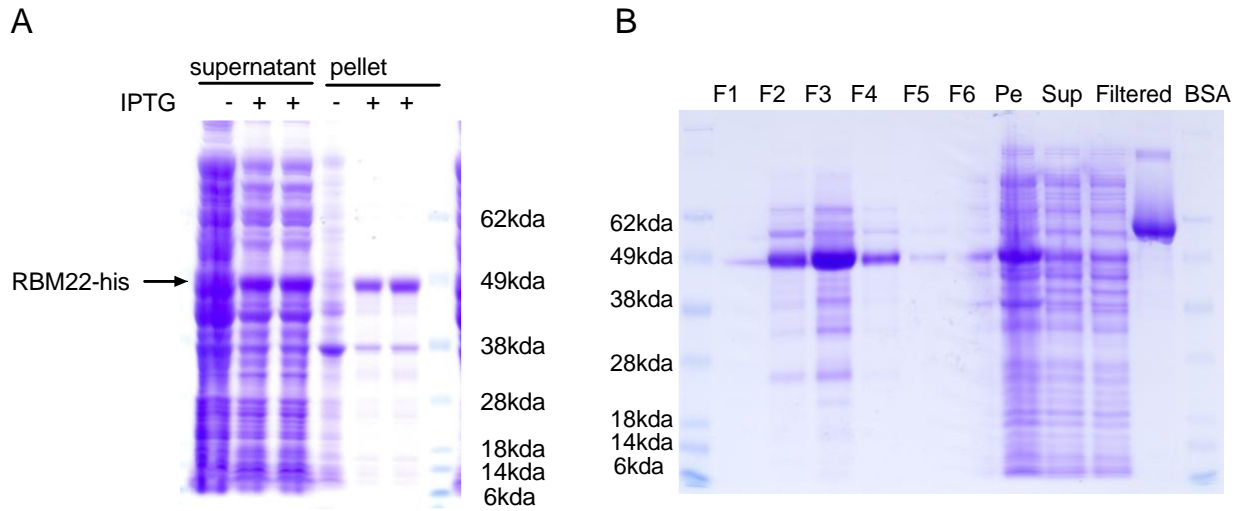 A
supernatant pellet
IPTG - + + - + +
RBM22-his
62kda
49kda
38kda
28kda
18kda
14kda
6kda
B
F1 F2 F3 F4 F5 F6 Pe Sup Filtered BSA
62kda
49kda
38kda
28kda
18kda
14kda
6kda